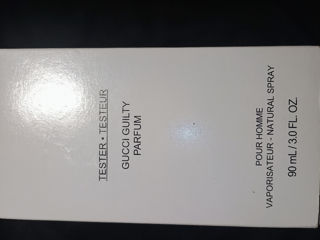 TESTER • TESTEUR
GUCCI GUILTY
PARFUM
POUR HOMME
VAPORISATEUR - NATURAL SPRAY
90 mL / 3.0 FL. OZ.